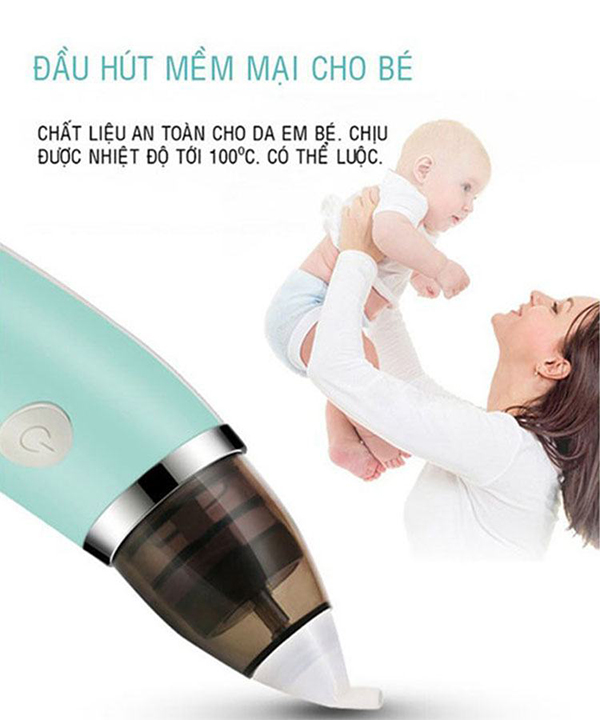 ĐẦU HÚT MỀM MẠI CHO BÉ
CHẤT LIỆU AN TOÀN CHO DA EM BÉ. CHỊU
ĐƯỢC NHIỆT ĐỘ TỚI 100⁰C. CÓ THỂ LUỘC.